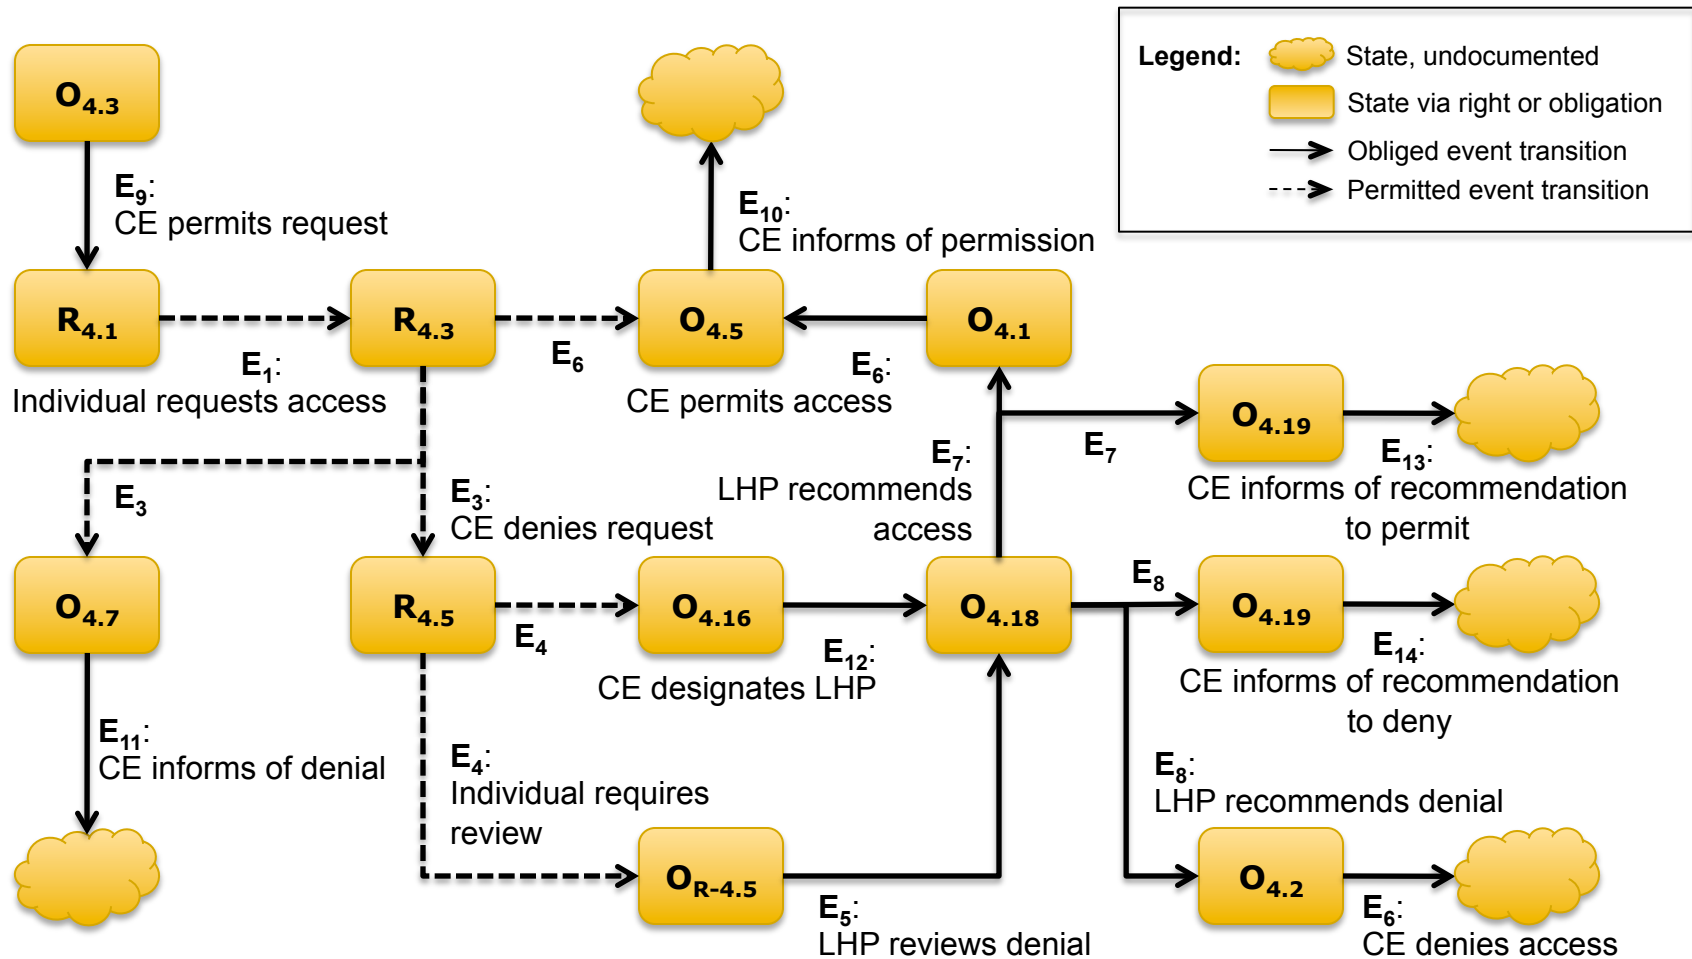 Legend:
State, undocumented
State via right or obligation
Obliged event transition
Permitted event transition
O4.3
E9:
CE permits request
E10:
CE informs of permission
R4.1
R4.3
O4.5
O4.1
E1:
Individual requests access
E6
E6:
CE permits access
O4.19
E7
E13:
CE informs of recommendation
to permit
E7:
LHP recommends
access
E3
E3:
CE denies request
O4.7
R4.5
O4.16
O4.18
E8
O4.19
E4
E12:
CE designates LHP
E14:
CE informs of recommendation
to deny
E11:
CE informs of denial
E4:
Individual requires
review
E8:
LHP recommends denial
OR-4.5
O4.2
E5:
LHP reviews denial
E6:
CE denies access